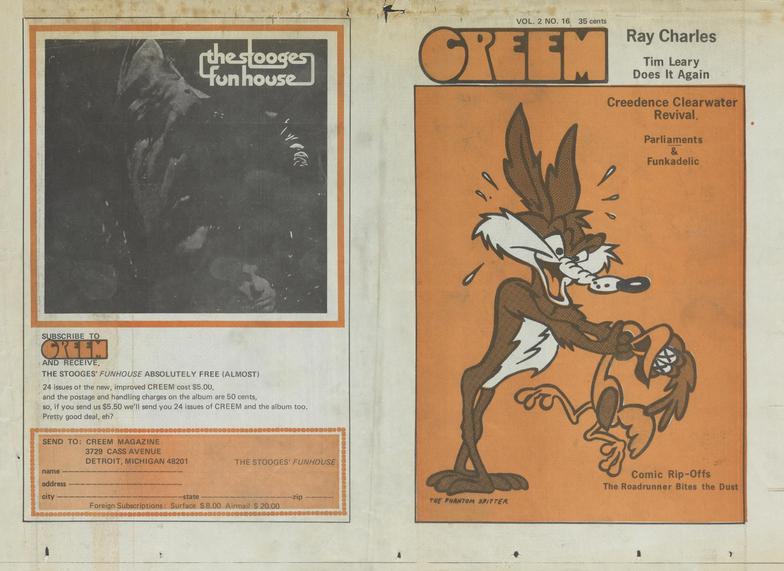 the stooges
fun house
SUBSCRIBE TO
CREEM
AND RECEIVE,
THE STOOGES' FUNHOUSE ABSOLUTELY FREE (ALMOST)
24 issues of the new, improved CREEM cost $5.00,
and the postage and handling charges on the album are 50 cents,
so, if you send us $5.50 we'll send you 24 issues of CREEM and the album too.
Pretty good deal, eh?
SEND TO: CREEM MAGAZINE
3729 CASS AVENUE
DETROIT, MICHIGAN 48201
THE STOOGES' FUNHOUSE
name
address
city state zip
Foreign Subscriptions: Surface $8.00 Airmail $20.00
VOL. 2 NO. 16 35 cents
CREEM
Ray Charles
Tim Leary
Does It Again
Creedence Clearwater
Revival.
Parliaments
&
Funkadelic
Comic Rip-Offs
The Roadrunner Bites the Dust
THE PHANTOM SPITTER